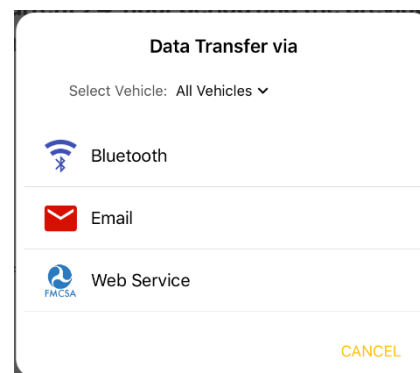 Data Transfer via
Select Vehicle: All Vehicles
Bluetooth
Email
Web Service
FMCSA
CANCEL